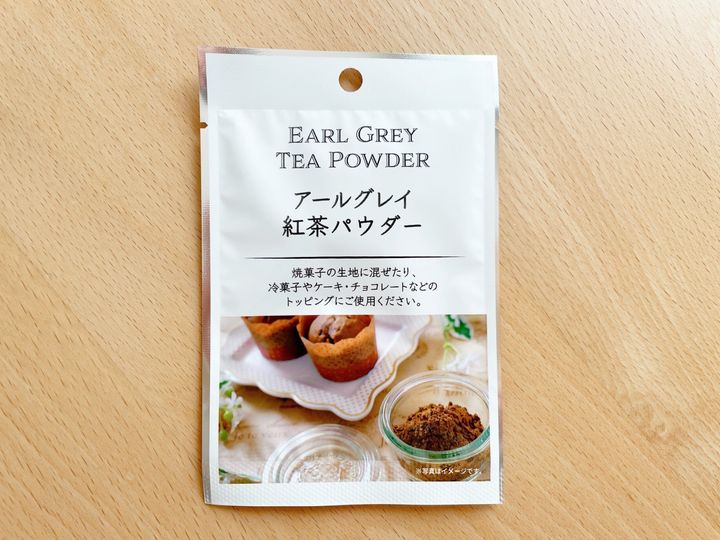 EARL GREY
TEA POWDER
アールグレイ
紅茶パウダー
焼菓子の生地に混ぜたり、
冷菓子やケーキ・チョコレートなどの
トッピングにご使用ください。
※写真はイメージです。